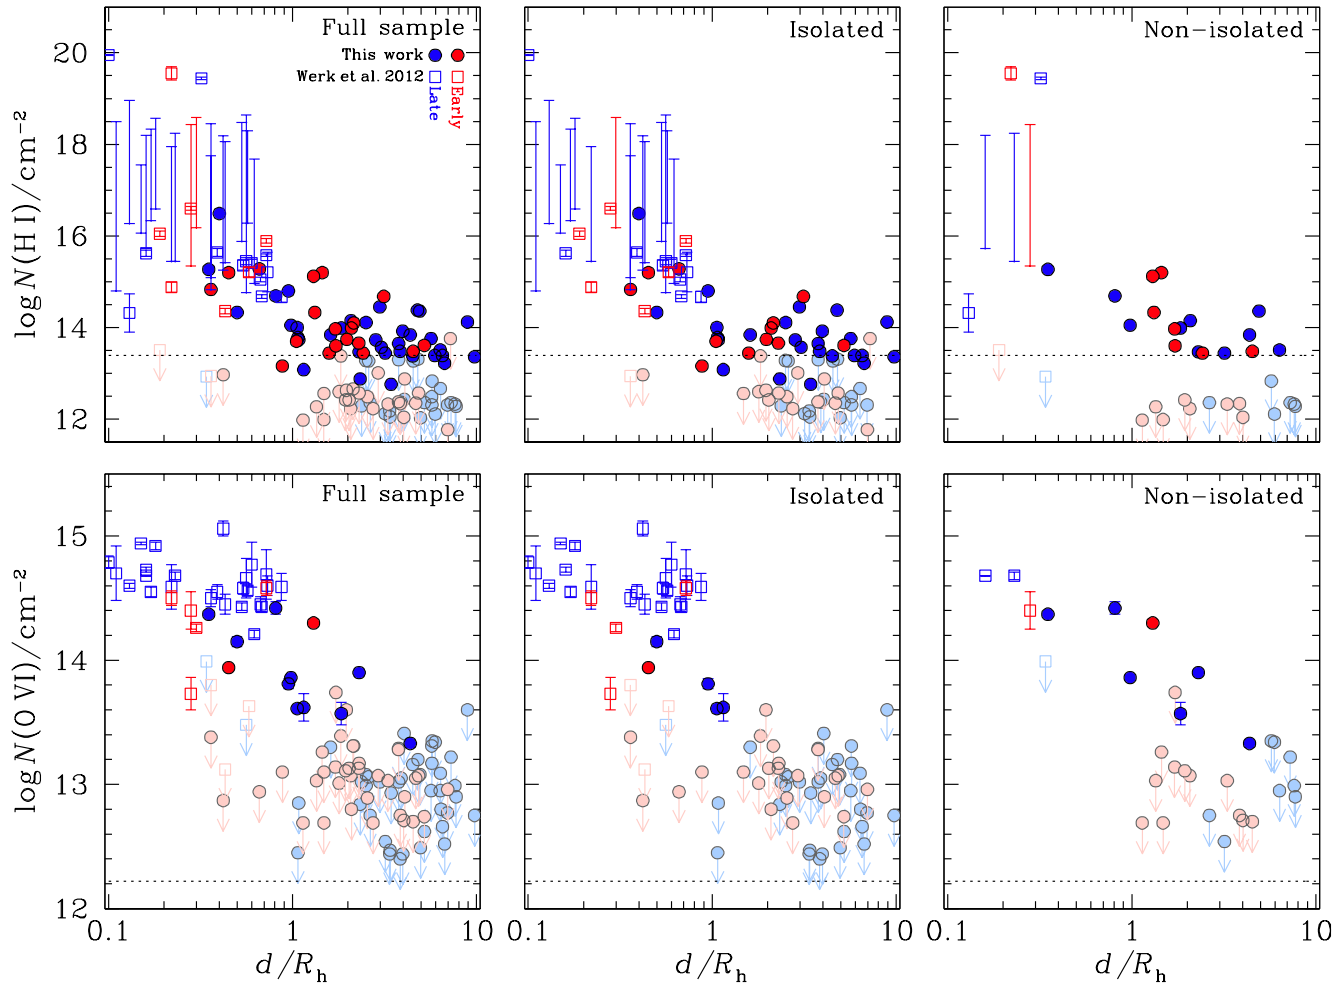 Full sample
This work
Werk et al. 2012
Late
Early
Isolated
Non-isolated
log N(H I)/cm⁻²
20
18
16
14
12
Full sample
Isolated
Non-isolated
log N(O VI)/cm⁻²
15
14
13
12
0.1 1 10 0.1 1 10 0.1 1 10
d/Rₕ d/Rₕ d/Rₕ